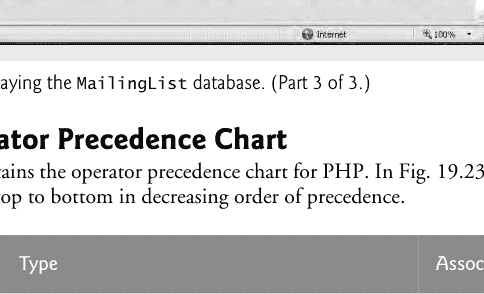 Internet 100%
aying the MailingList database. (Part 3 of 3.)
ator Precedence Chart
tains the operator precedence chart for PHP. In Fig. 19.23
op to bottom in decreasing order of precedence.
Type Assoc